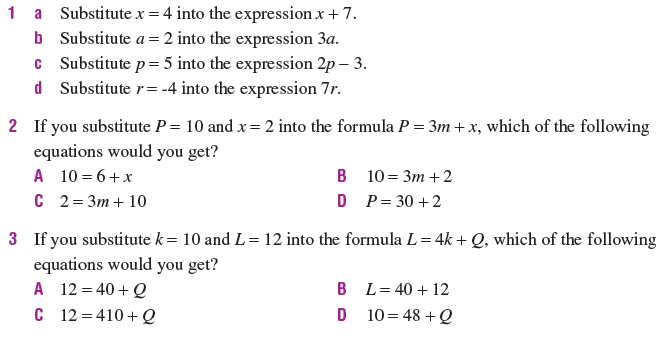 1 a Substitute x = 4 into the expression x + 7.
b Substitute a = 2 into the expression 3a.
c Substitute p = 5 into the expression 2p – 3.
d Substitute r = -4 into the expression 7r.
2 If you substitute P = 10 and x = 2 into the formula P = 3m + x, which of the following
equations would you get?
A 10 = 6 + x B 10 = 3m + 2
C 2 = 3m + 10 D P = 30 + 2
3 If you substitute k = 10 and L = 12 into the formula L = 4k + Q, which of the following
equations would you get?
A 12 = 40 + Q B L = 40 + 12
C 12 = 410 + Q D 10 = 48 + Q